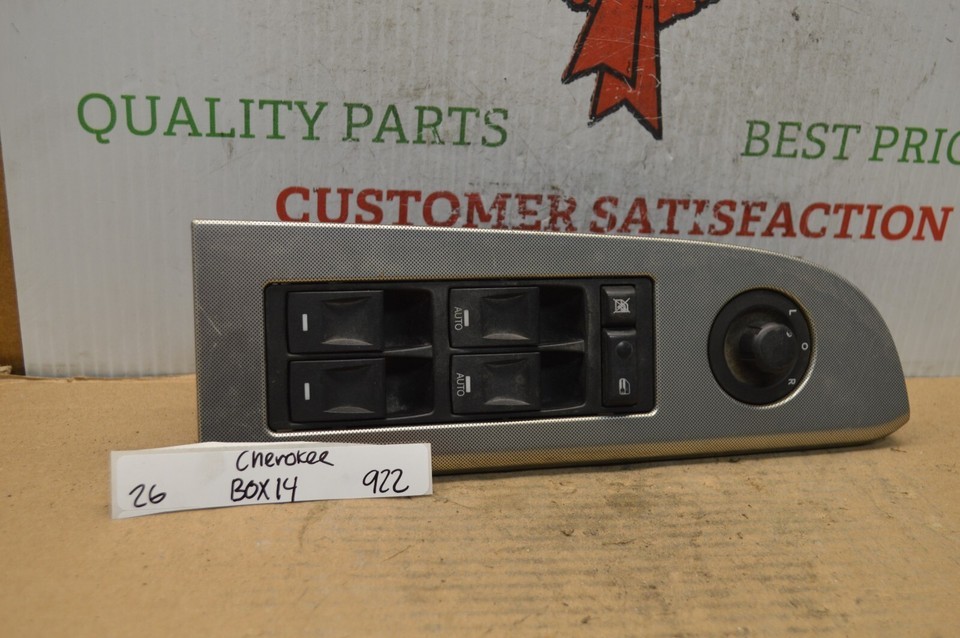 QUALITY PARTS
BEST PRIC
CUSTOMER SATISFACTION
AUTO
AUTO
L
O
R
Cherokee
26 BOX14 922